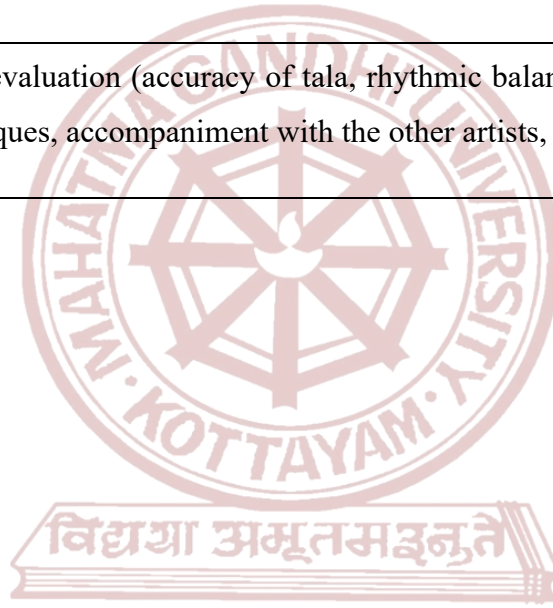 evaluation (accuracy of tala, rhythmic balan
ques, accompaniment with the other artists,
MAHATMA GANDHI UNIVERSITY
KOTTAYAM
विद्यया अमृतमश्नुते